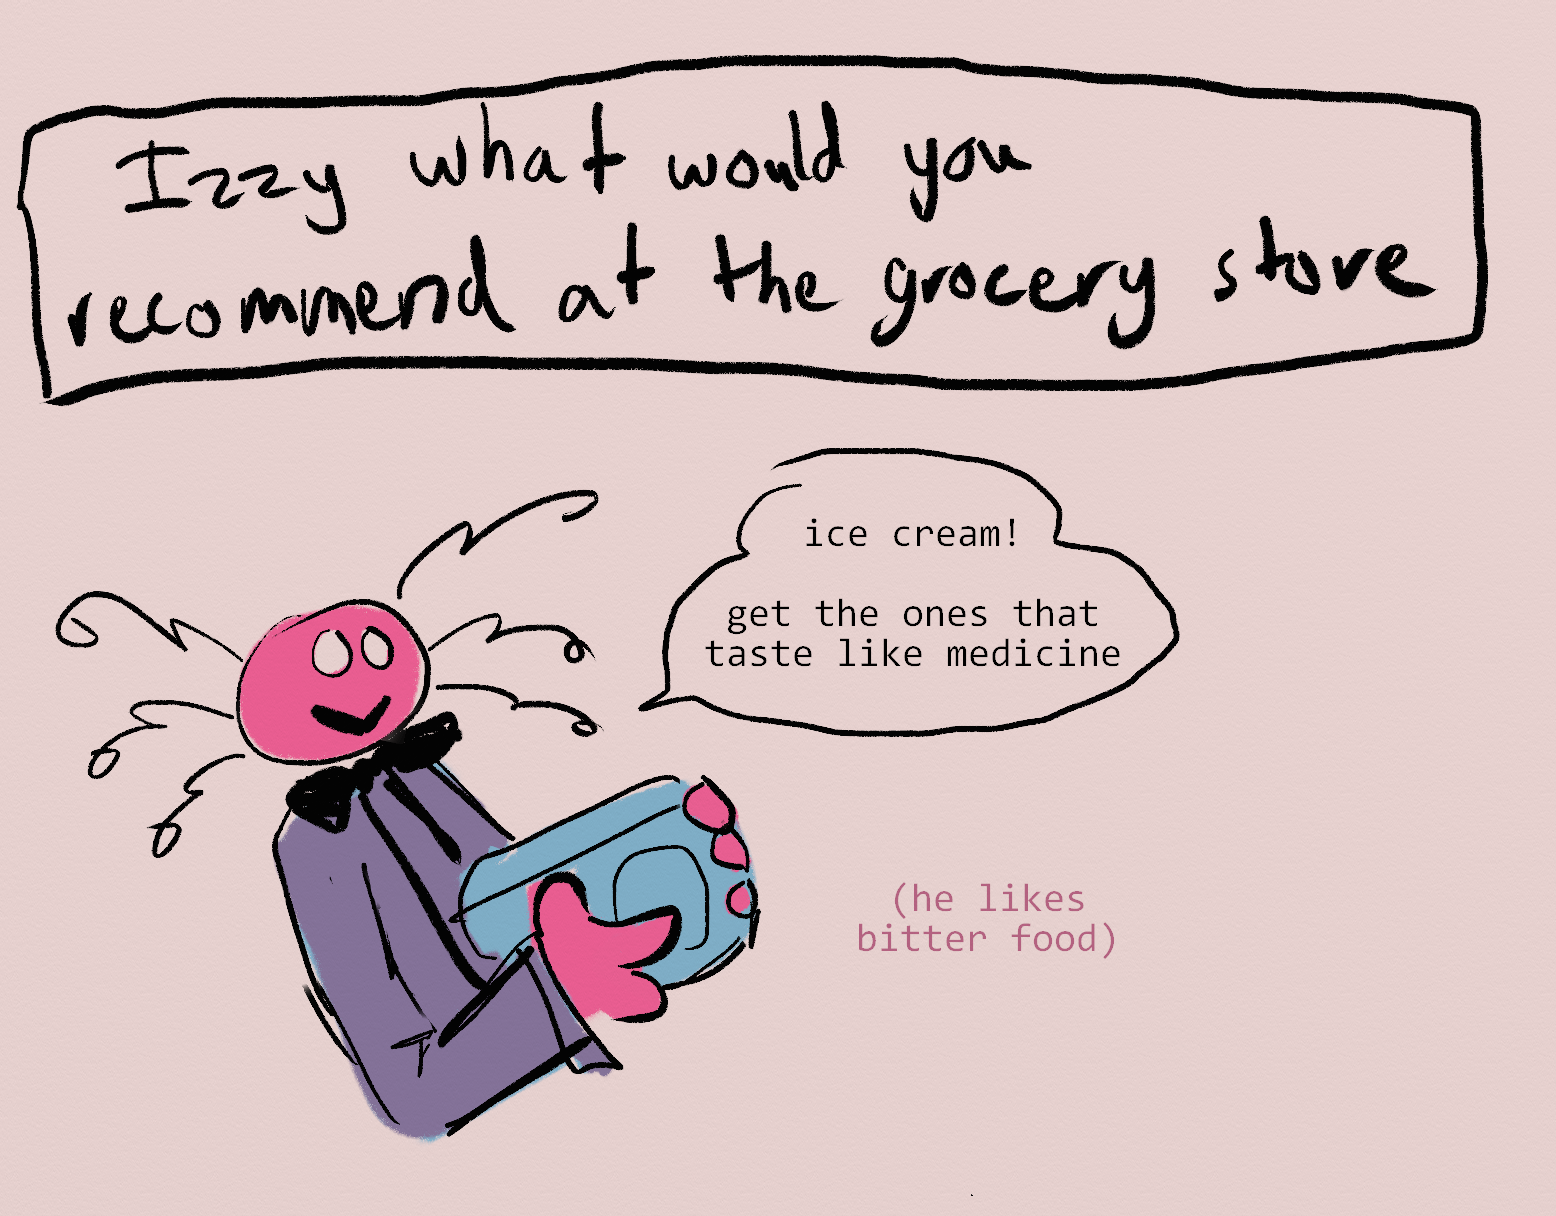 Izzy what would you
recommend at the grocery store
ice cream!
get the ones that
taste like medicine
(he likes
bitter food)